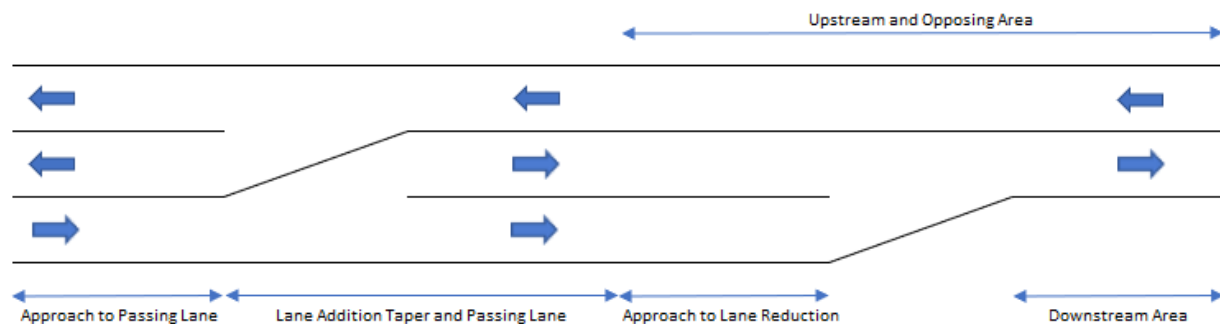 Upstream and Opposing Area
Approach to Passing Lane
Lane Addition Taper and Passing Lane
Approach to Lane Reduction
Downstream Area